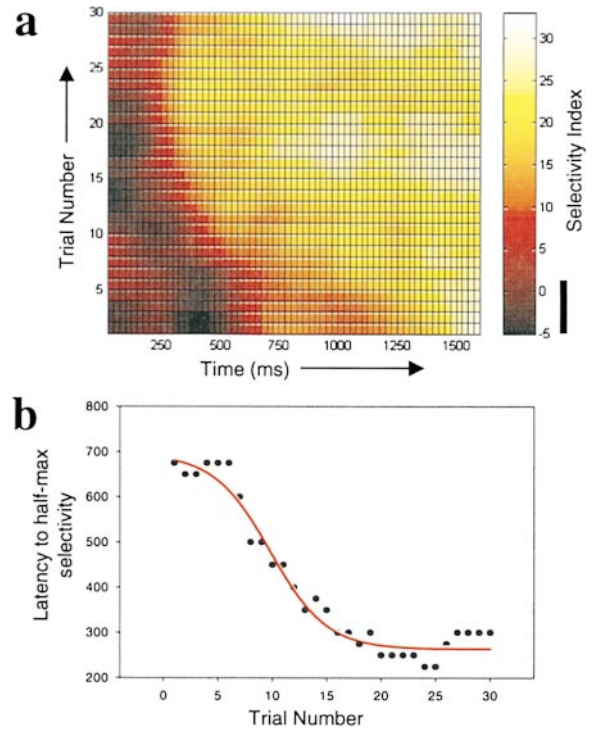 a
30
25
20
15
10
5
Trial Number
250 500 750 1000 1250 1500
Time (ms)
30
25
20
15
10
5
0
-5
Selectivity Index
b
800
700
600
500
400
300
200
Latency to half-max
selectivity
0 5 10 15 20 25 30
Trial Number